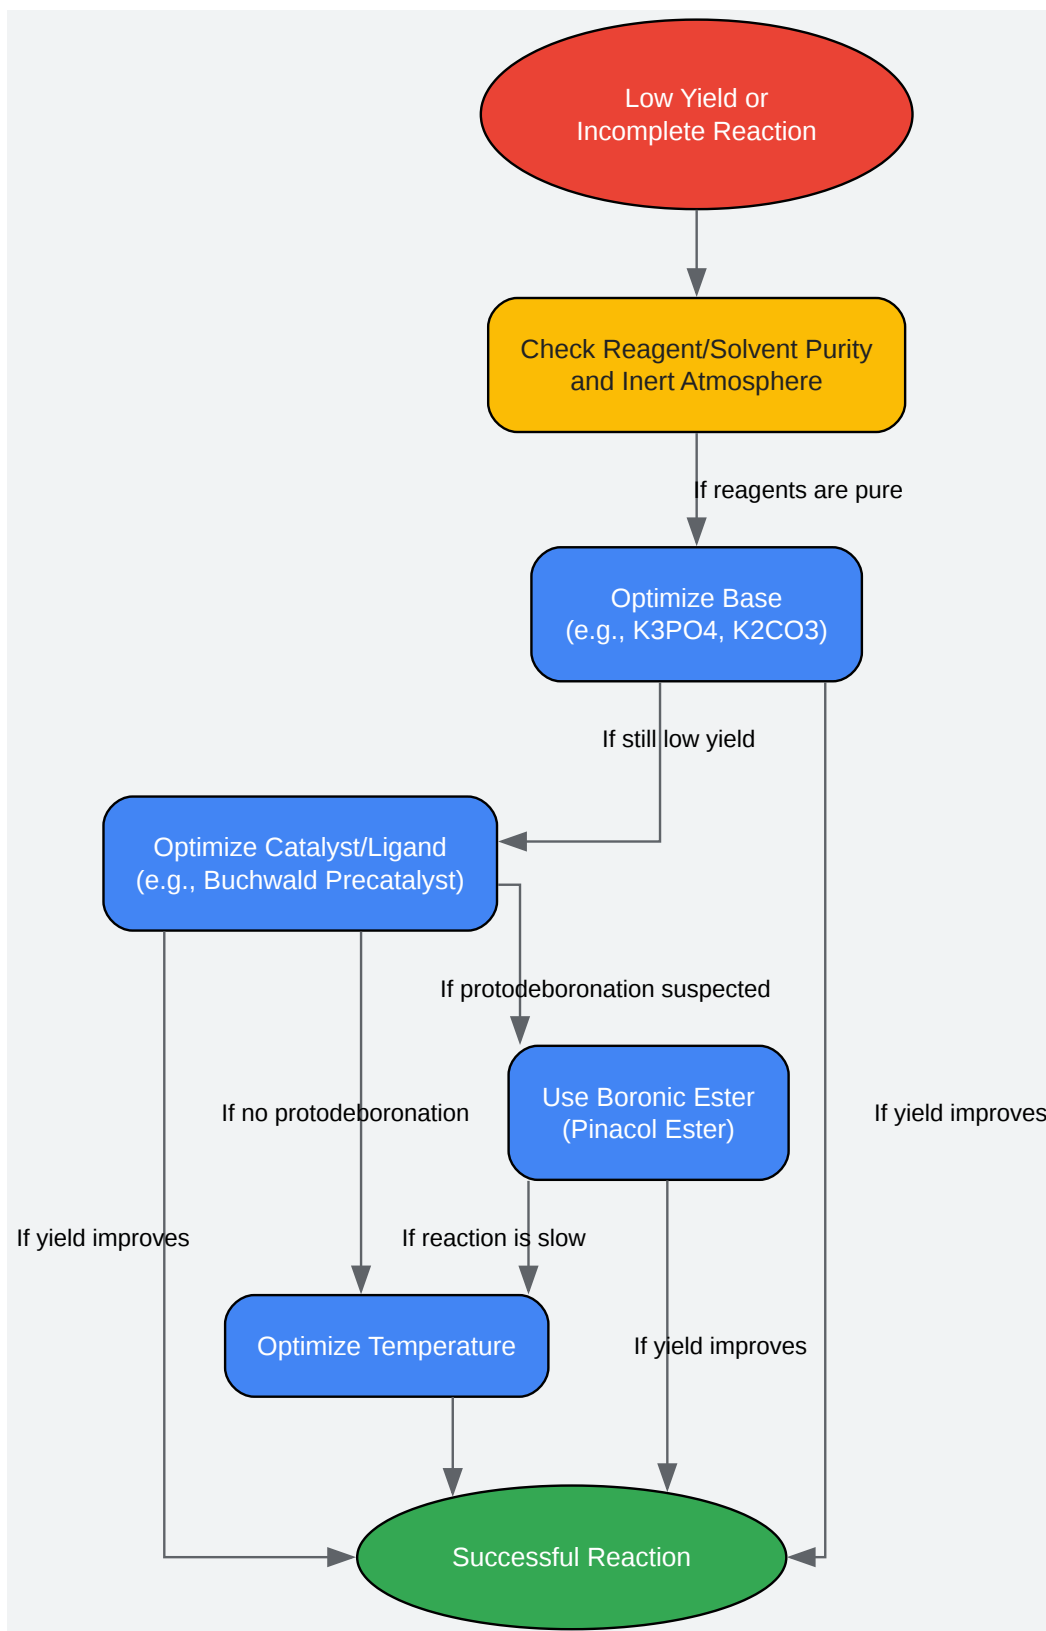 Low Yield or
Incomplete Reaction
Check Reagent/Solvent Purity
and Inert Atmosphere
If reagents are pure
Optimize Base
(e.g., K3PO4, K2CO3)
If still low yield
Optimize Catalyst/Ligand
(e.g., Buchwald Precatalyst)
If protodeboronation suspected
Use Boronic Ester
(Pinacol Ester)
If no protodeboronation
If yield improves
If yield improves
If reaction is slow
Optimize Temperature
If yield improves
Successful Reaction